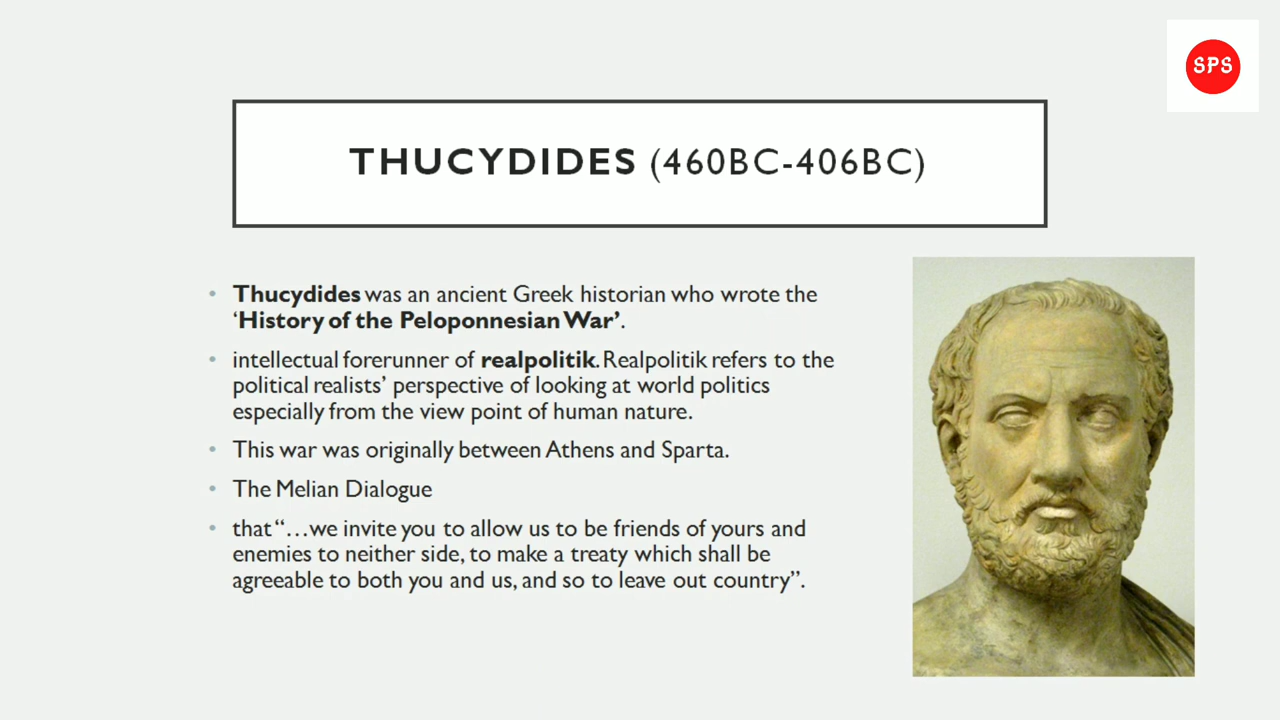 SPS
THUCYDIDES (460BC-406BC)
• Thucydides was an ancient Greek historian who wrote the
‘History of the Peloponnesian War’.
• intellectual forerunner of realpolitik. Realpolitik refers to the
political realists’ perspective of looking at world politics
especially from the view point of human nature.
• This war was originally between Athens and Sparta.
• The Melian Dialogue
• that “…we invite you to allow us to be friends of yours and
enemies to neither side, to make a treaty which shall be
agreeable to both you and us, and so to leave out country”.